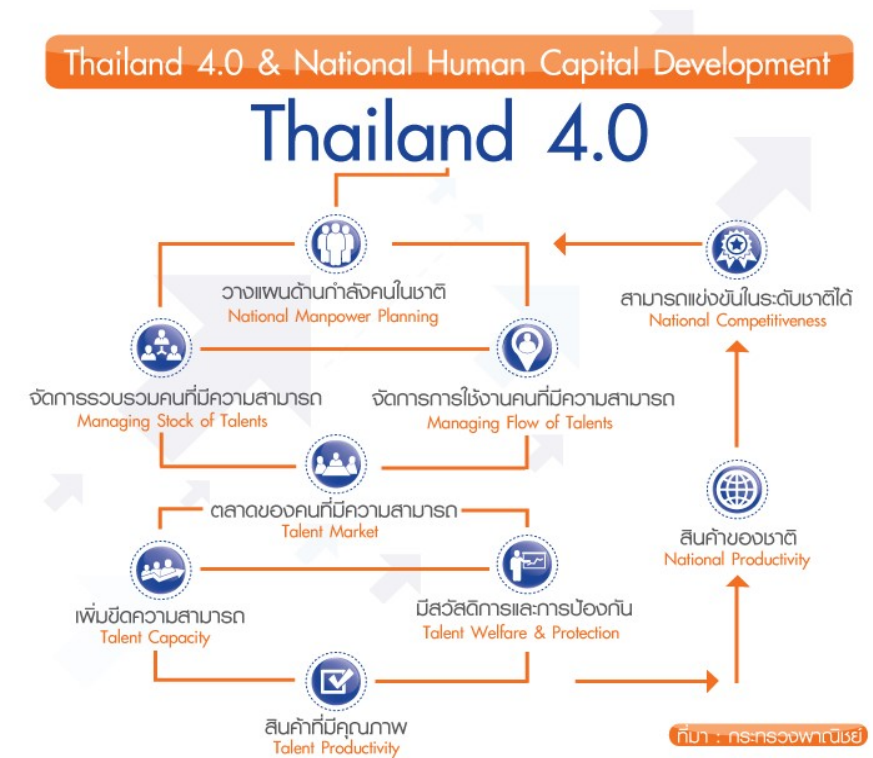 Thailand 4.0 & National Human Capital Development
Thailand 4.0
วางแผนด้านกำลังคนในชาติ
National Manpower Planning
สามารถแข่งขันในระดับชาติได้
National Competitiveness
จัดการรวบรวมคนที่มีความสามารถ
Managing Stock of Talents
จัดการการใช้งานคนที่มีความสามารถ
Managing Flow of Talents
ตลาดของคนที่มีความสามารถ
Talent Market
สินค้าของชาติ
National Productivity
เพิ่มขีดความสามารถ
Talent Capacity
มีสวัสดิการและการป้องกัน
Talent Welfare & Protection
สินค้าที่มีคุณภาพ
Talent Productivity
ที่มา : กระทรวงพาณิชย์